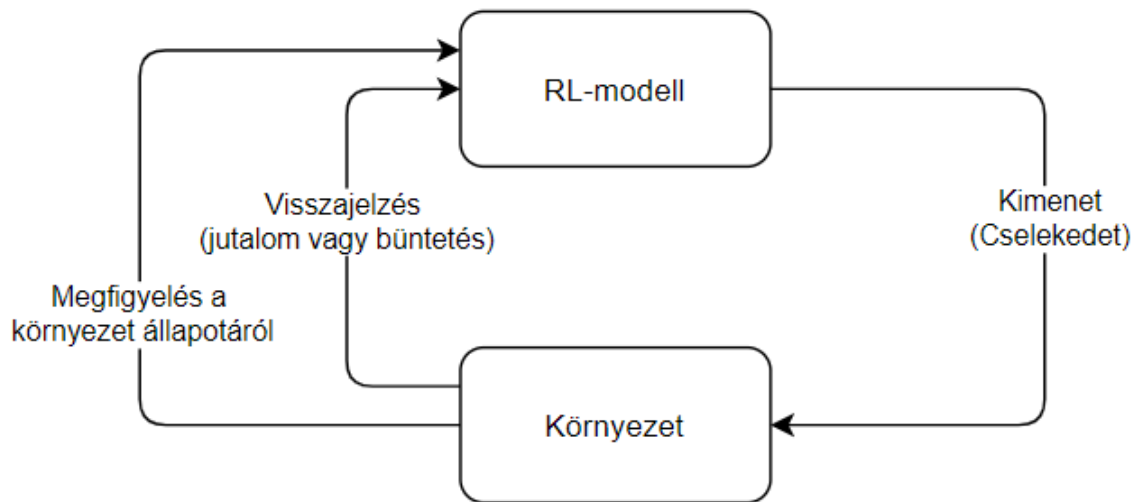 RL-modell
Visszajelzés
(jutalom vagy büntetés)
Kimenet
(Cselekedet)
Megfigyelés a
környezet állapotáról
Környezet